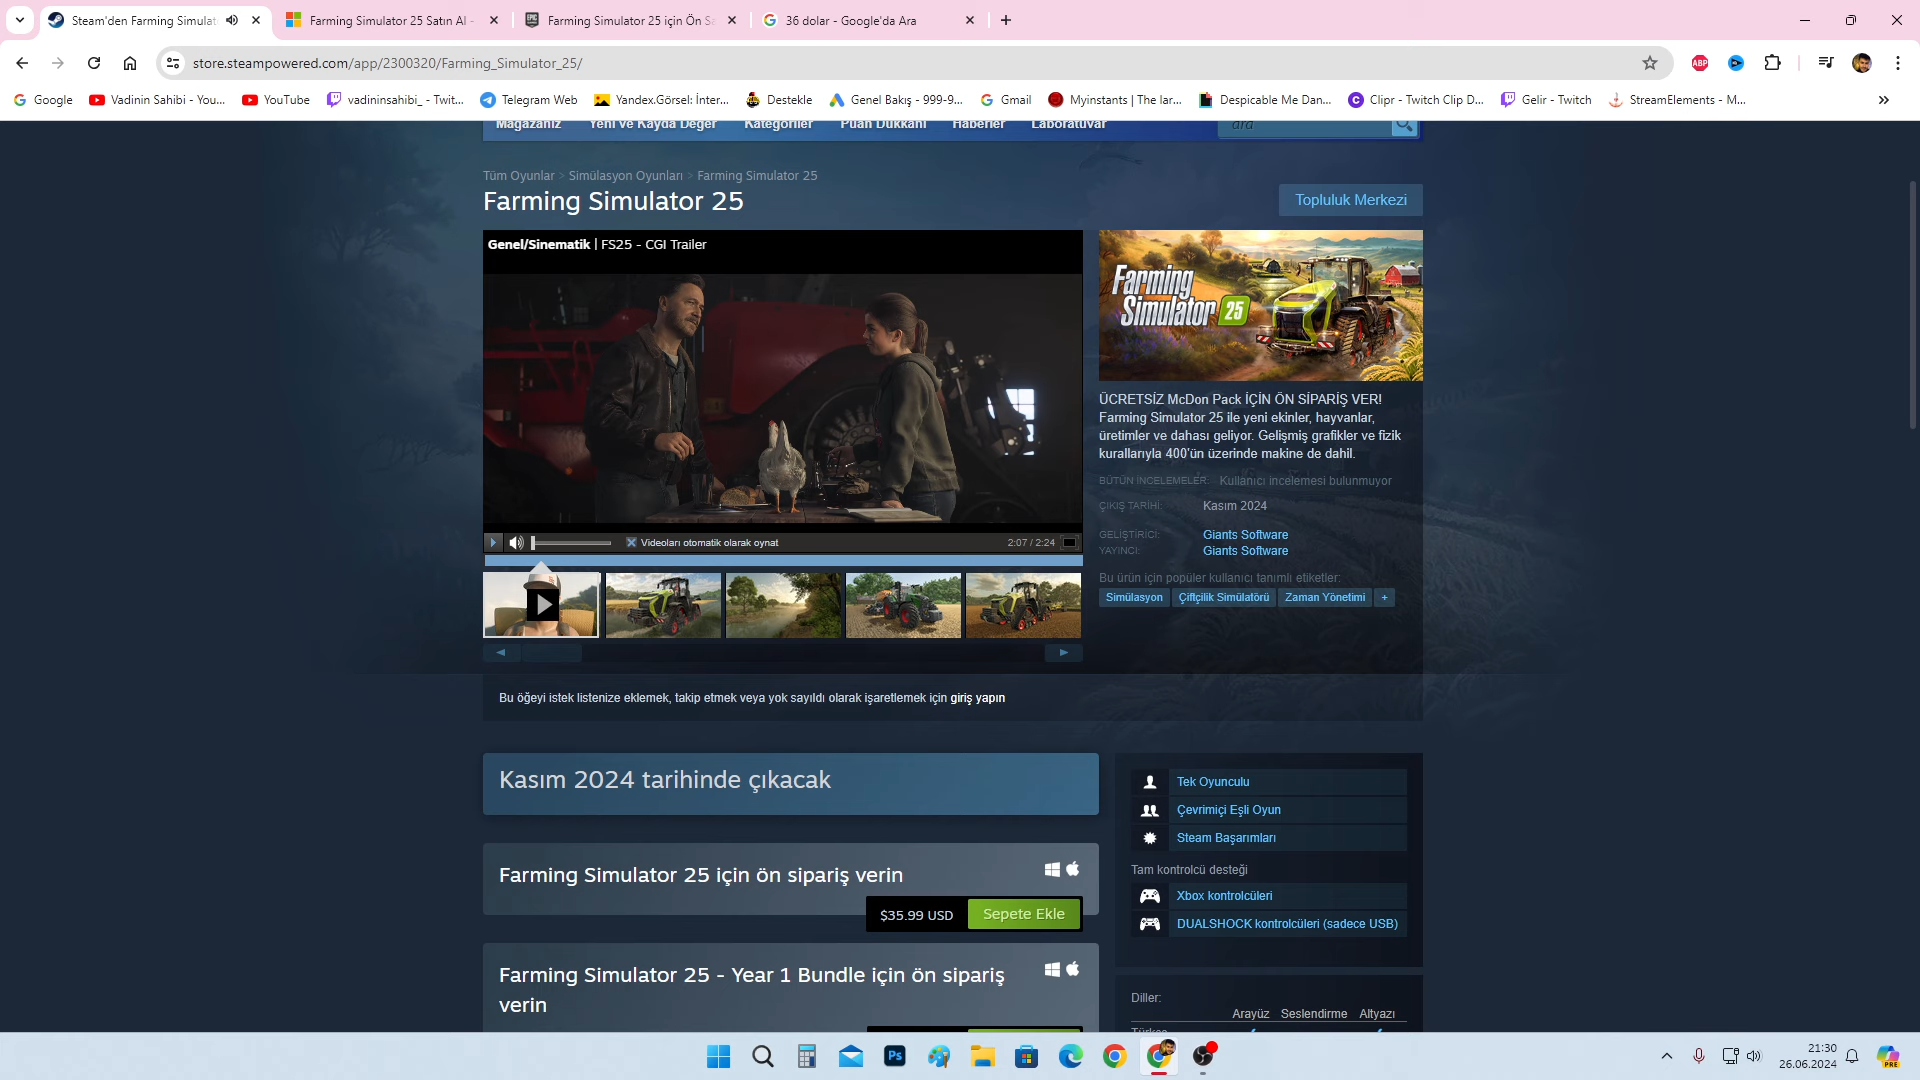 Steam'den Farming Simulat
Farming Simulator 25 Satın Al -
Farming Simulator 25 için Ön Sa
36 dolar - Google'da Ara
store.steampowered.com/app/2300320/Farming_Simulator_25/
ABP
Google
Vadinin Sahibi - You...
YouTube
vadininsahibi_ - Twit...
Telegram Web
Yandex.Görsel: İnter...
Destekle
Genel Bakış - 999-9...
Gmail
Myinstants | The lar...
Despicable Me Dan...
Clipr - Twitch Clip D...
Gelir - Twitch
StreamElements - M...
Mağazanız
Yeni ve Kayda Değer
Kategoriler
Puan Dükkanı
Haberler
Laboratuvar
ara
Tüm Oyunlar > Simülasyon Oyunları > Farming Simulator 25
Farming Simulator 25
Topluluk Merkezi
Genel/Sinematik | FS25 - CGI Trailer
Farming
Simulator 25
ÜCRETSİZ McDon Pack İÇİN ÖN SİPARİŞ VER!
Farming Simulator 25 ile yeni ekinler, hayvanlar,
üretimler ve dahası geliyor. Gelişmiş grafikler ve fizik
kurallarıyla 400'ün üzerinde makine de dahil.
BÜTÜN İNCELEMELER: Kullanıcı incelemesi bulunmuyor
ÇIKIŞ TARİHİ: Kasım 2024
GELİŞTİRİCİ: Giants Software
YAYINCI: Giants Software
Bu ürün için popüler kullanıcı tanımlı etiketler:
Simülasyon
Çiftçilik Simülatörü
Zaman Yönetimi
+
Videoları otomatik olarak oynat
2:07 / 2:24
Bu öğeyi istek listenize eklemek, takip etmek veya yok sayıldı olarak işaretlemek için giriş yapın
Kasım 2024 tarihinde çıkacak
Farming Simulator 25 için ön sipariş verin
$35.99 USD
Sepete Ekle
Farming Simulator 25 - Year 1 Bundle için ön sipariş
verin
Tek Oyunculu
Çevrimiçi Eşli Oyun
Steam Başarımları
Tam kontrolcü desteği
Xbox kontrolcüleri
DUALSHOCK kontrolcüleri (sadece USB)
Diller:
Arayüz Seslendirme Altyazı
Türkçe
Ps
21:30
26.06.2024
PRE